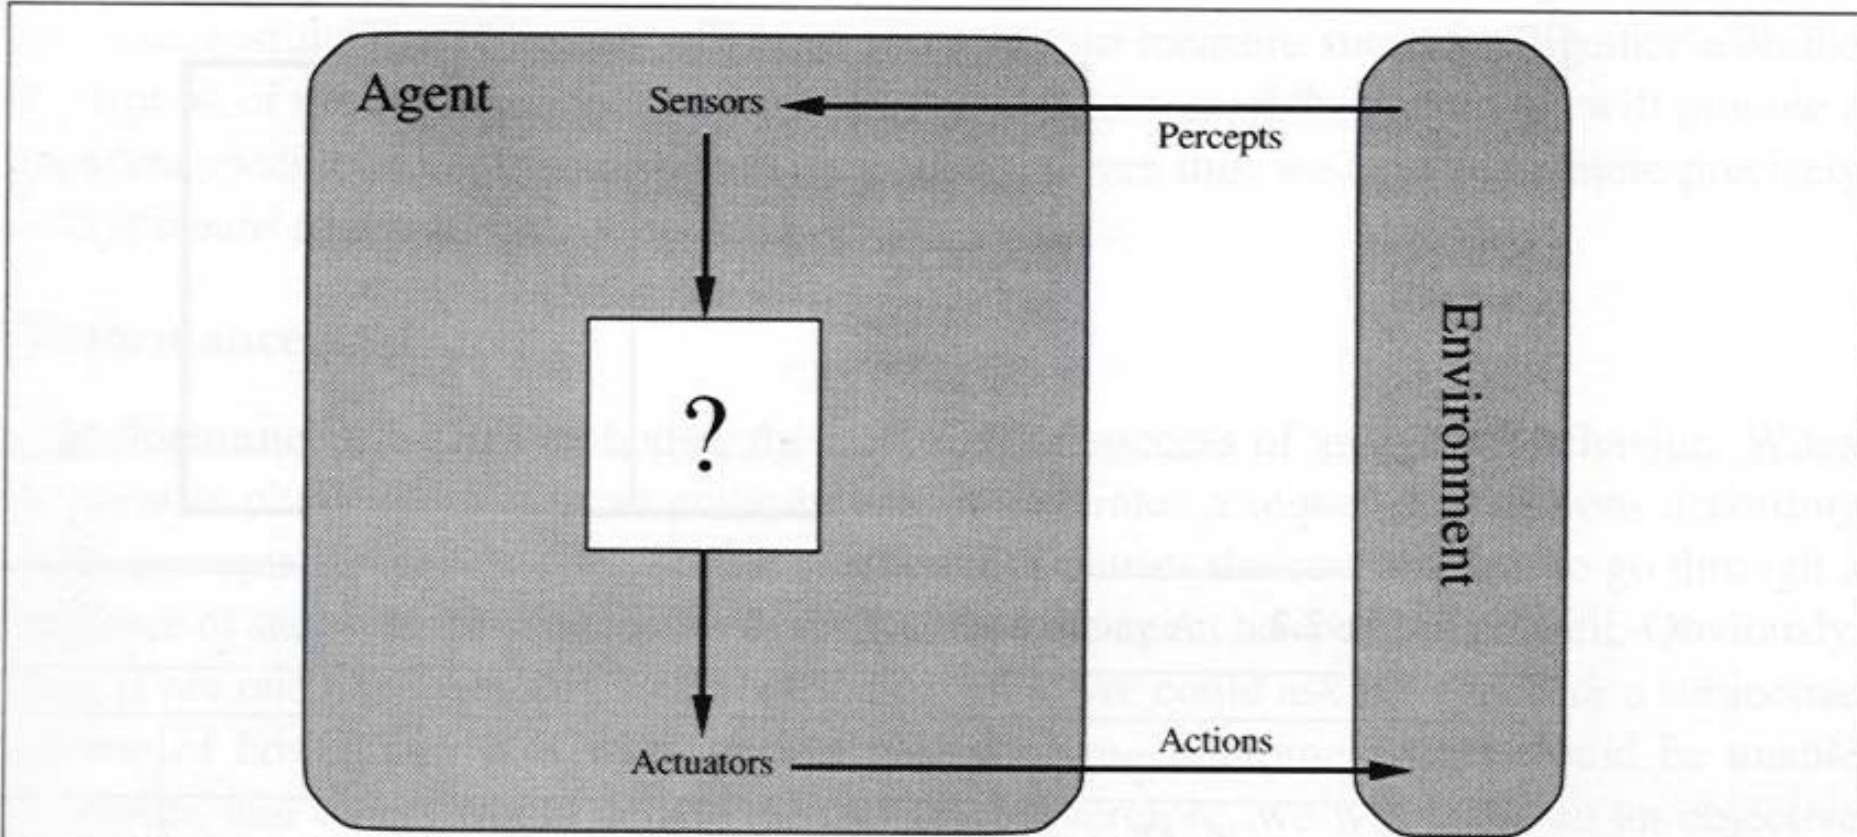 Agent
Sensors
Percepts
?
Environment
Actions
Actuators